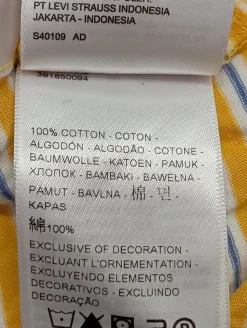 PT LEVI STRAUSS INDONESIA
JAKARTA - INDONESIA
S40109 AD
361850094
100% COTTON - COTON -
ALGODÓN - ALGODÃO - COTONE -
BAUMWOLLE - KATOEN - PAMUK -
ХЛОПОК - BAMBAKI - BAWEŁNA -
PAMUT - BAVLNA - 棉 - 면 -
KAPAS
綿100%
EXCLUSIVE OF DECORATION -
EXCLUANT L'ORNEMENTATION -
EXCLUYENDO ELEMENTOS
DECORATIVOS - EXCLUINDO
DECORAÇÃO